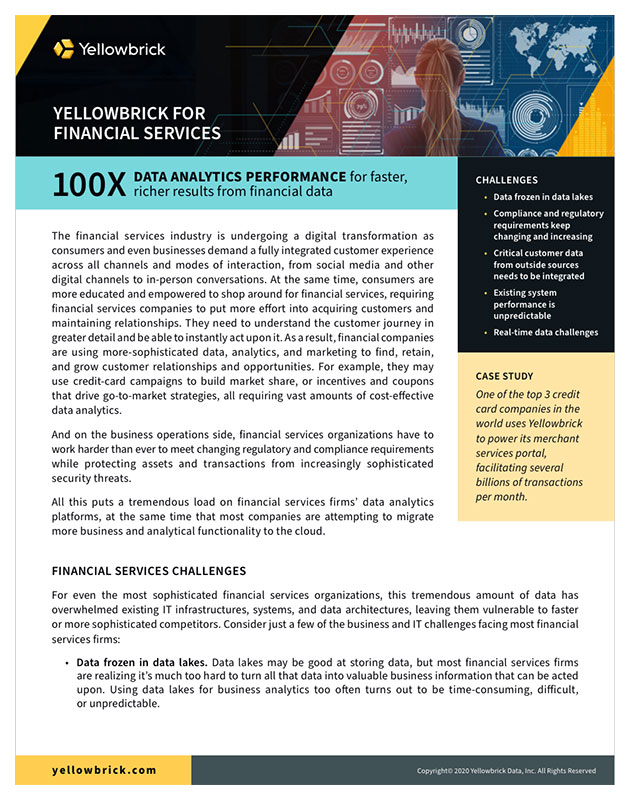 Yellowbrick
YELLOWBRICK FOR
FINANCIAL SERVICES
100X DATA ANALYTICS PERFORMANCE for faster,
richer results from financial data
The financial services industry is undergoing a digital transformation as
consumers and even businesses demand a fully integrated customer experience
across all channels and modes of interaction, from social media and other
digital channels to in-person conversations. At the same time, consumers are
more educated and empowered to shop around for financial services, requiring
financial services companies to put more effort into acquiring customers and
maintaining relationships. They need to understand the customer journey in
greater detail and be able to instantly act upon it. As a result, financial companies
are using more-sophisticated data, analytics, and marketing to find, retain,
and grow customer relationships and opportunities. For example, they may
use credit-card campaigns to build market share, or incentives and coupons
that drive go-to-market strategies, all requiring vast amounts of cost-effective
data analytics.
And on the business operations side, financial services organizations have to
work harder than ever to meet changing regulatory and compliance requirements
while protecting assets and transactions from increasingly sophisticated
security threats.
All this puts a tremendous load on financial services firms’ data analytics
platforms, at the same time that most companies are attempting to migrate
more business and analytical functionality to the cloud.
CHALLENGES
• Data frozen in data lakes
• Compliance and regulatory
requirements keep
changing and increasing
• Critical customer data
from outside sources
needs to be integrated
• Existing system
performance is
unpredictable
• Real-time data challenges
CASE STUDY
One of the top 3 credit
card companies in the
world uses Yellowbrick
to power its merchant
services portal,
facilitating several
billions of transactions
per month.
FINANCIAL SERVICES CHALLENGES
For even the most sophisticated financial services organizations, this tremendous amount of data has
overwhelmed existing IT infrastructures, systems, and data architectures, leaving them vulnerable to faster
or more sophisticated competitors. Consider just a few of the business and IT challenges facing most financial
services firms:
• Data frozen in data lakes. Data lakes may be good at storing data, but most financial services firms
are realizing it’s much too hard to turn all that data into valuable business information that can be acted
upon. Using data lakes for business analytics too often turns out to be time-consuming, difficult,
or unpredictable.
yellowbrick.com
Copyright© 2020 Yellowbrick Data, Inc. All Rights Reserved